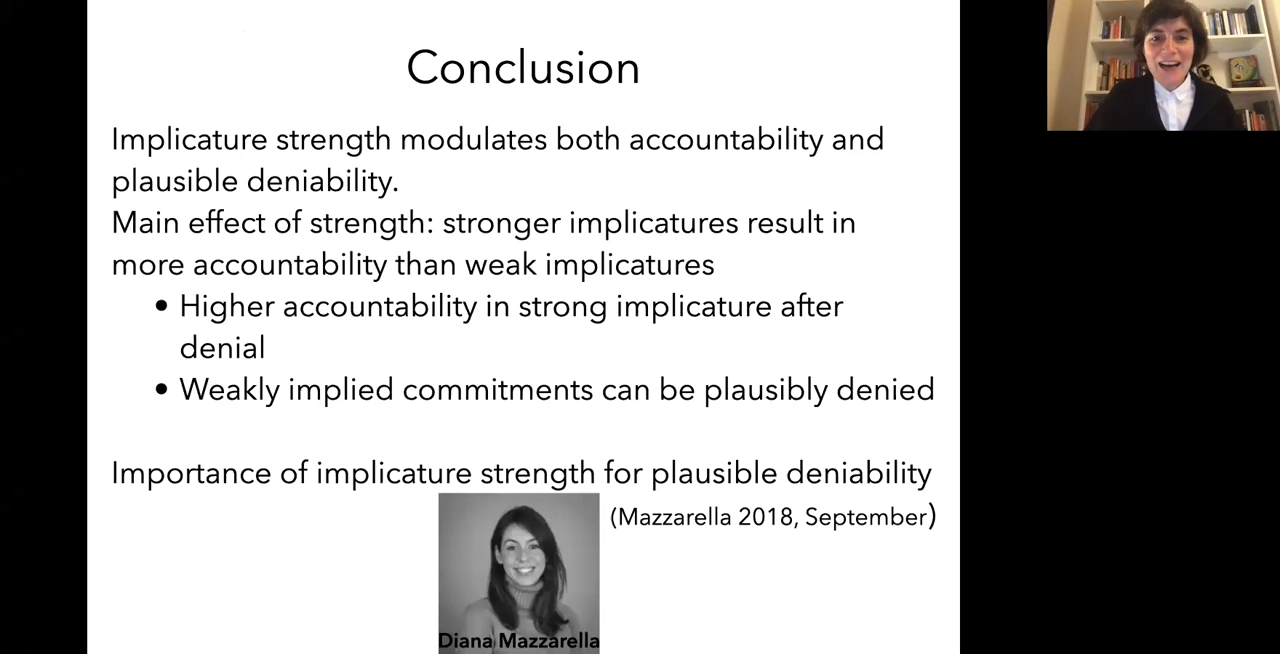 Conclusion
Implicature strength modulates both accountability and
plausible deniability.
Main effect of strength: stronger implicatures result in
more accountability than weak implicatures
• Higher accountability in strong implicature after
denial
• Weakly implied commitments can be plausibly denied
Importance of implicature strength for plausible deniability
(Mazzarella 2018, September)
Diana Mazzarella